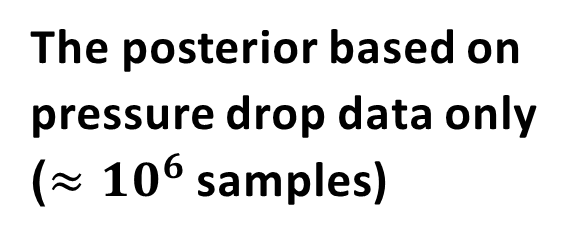 The posterior based on
pressure drop data only
(≈ 10⁶ samples)